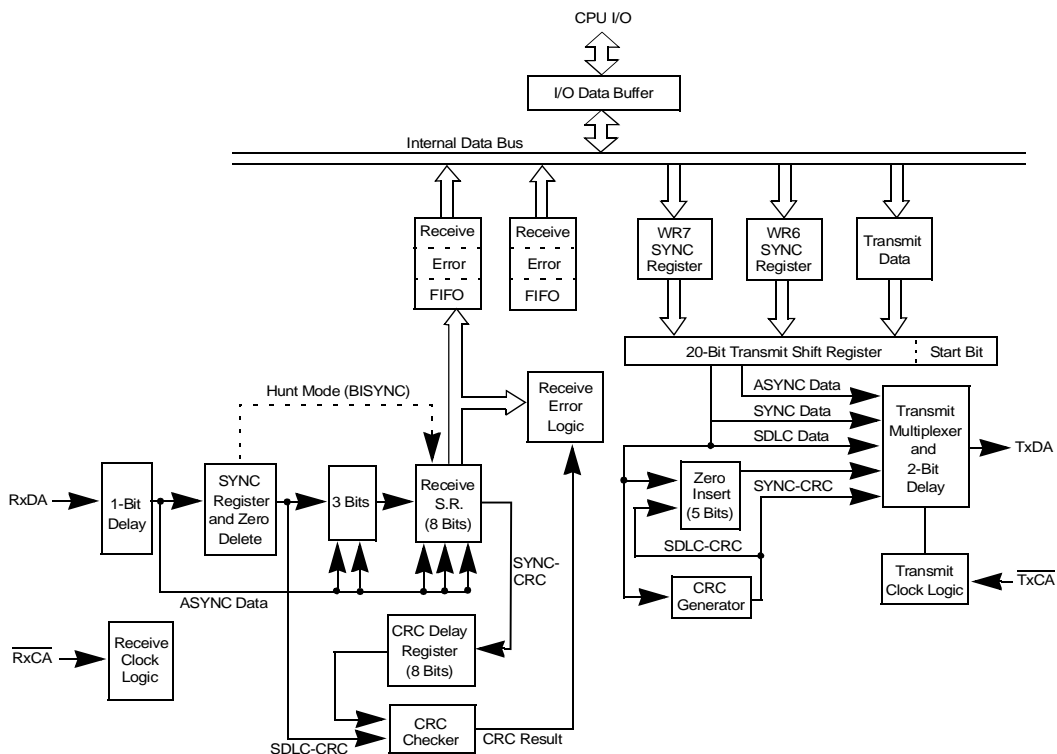 CPU I/O
I/O Data Buffer
Internal Data Bus
Receive
Error
FIFO
Receive
Error
FIFO
WR7
SYNC
Register
WR6
SYNC
Register
Transmit
Data
20-Bit Transmit Shift Register
Start Bit
Hunt Mode (BISYNC)
Receive
Error
Logic
ASYNC Data
SYNC Data
SDLC Data
Transmit
Multiplexer
and
2-Bit
Delay
TxDA
RxDA
1-Bit
Delay
SYNC
Register
and Zero
Delete
3 Bits
Receive
S.R.
(8 Bits)
Zero
Insert
(5 Bits)
SYNC-CRC
SDLC-CRC
SYNC-
CRC
ASYNC Data
CRC
Generator
Transmit
Clock Logic
TxCA
RxCA
Receive
Clock
Logic
CRC Delay
Register
(8 Bits)
CRC
Checker
SDLC-CRC
CRC Result